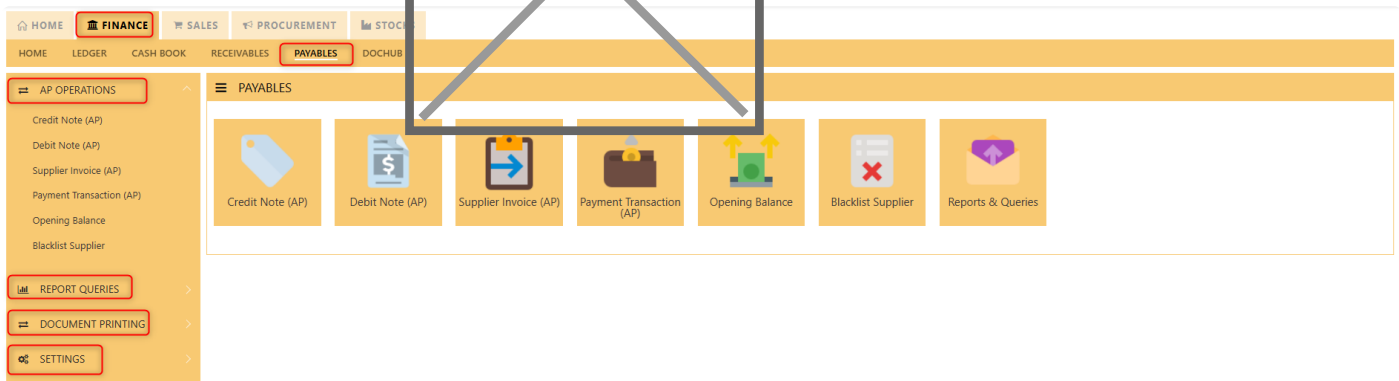 HOME FINANCE SALES PROCUREMENT
HOME LEDGER CASH BOOK RECEIVABLES PAYABLES DOCHUB
AP OPERATIONS
Credit Note (AP)
Debit Note (AP)
Supplier Invoice (AP)
Payment Transaction (AP)
Opening Balance
Blacklist Supplier
REPORT QUERIES
DOCUMENT PRINTING
SETTINGS
PAYABLES
Credit Note (AP)
Debit Note (AP)
Supplier Invoice (AP)
Payment Transaction
(AP)
Opening Balance
Blacklist Supplier
Reports & Queries